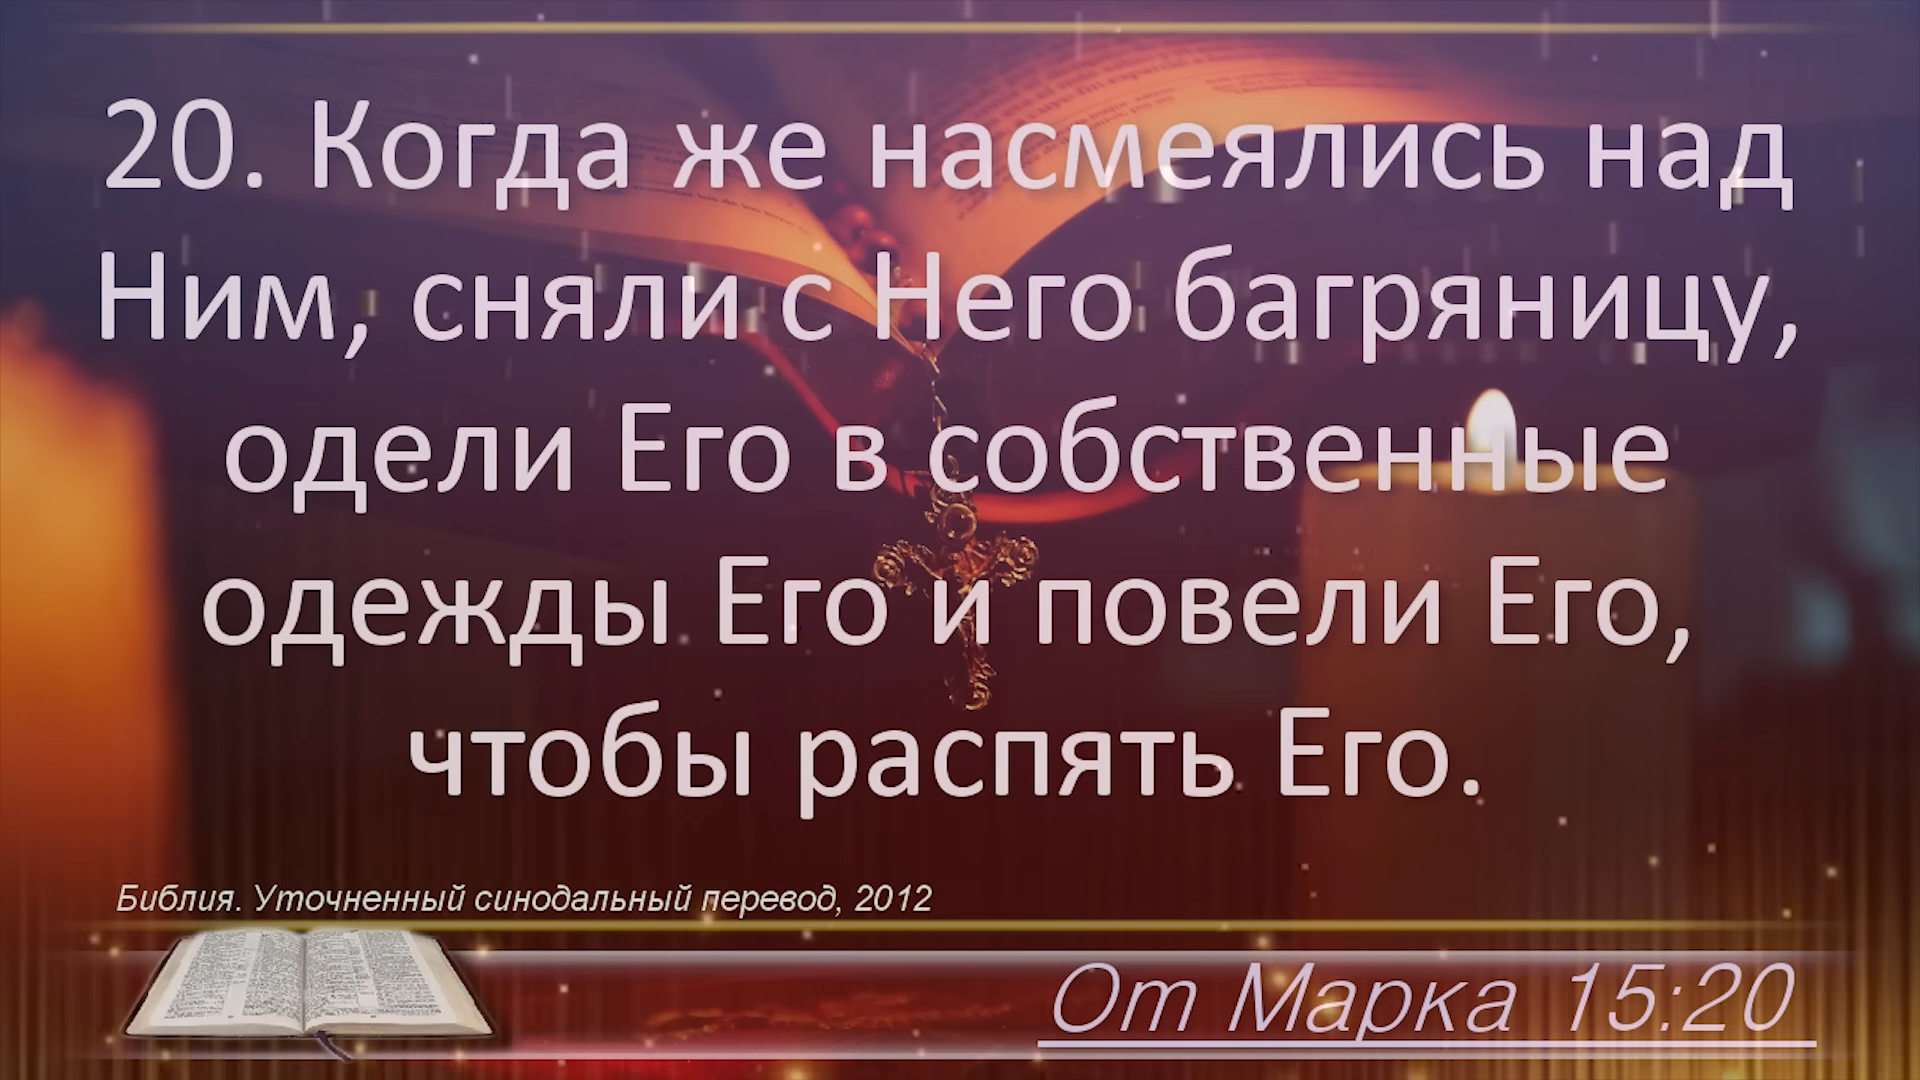 20. Когда же насмеялись над
Ним, сняли с Него багряницу,
одели Его в собственные
одежды Его и повели Его,
чтобы распять Его.
Библия. Уточненный синодальный перевод, 2012
От Марка 15:20